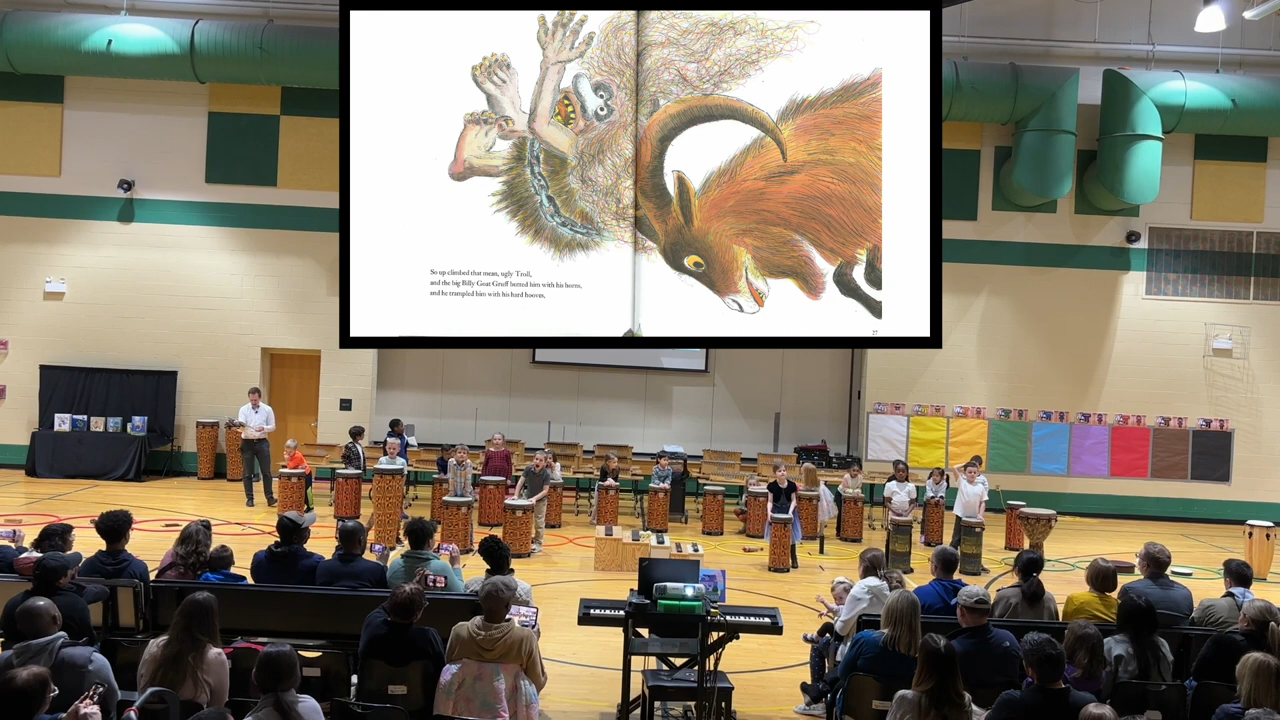 So up climbed that mean, ugly Troll,
and the big Billy Goat Gruff butted him with his horns,
and he trampled him with his hard hooves,
27